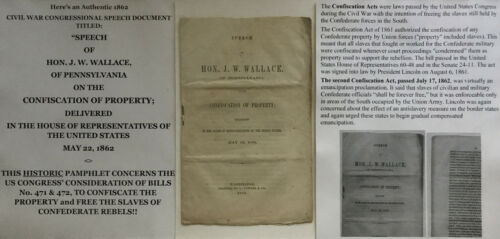 Here's an Authentic 1862
CIVIL WAR CONGRESSIONAL SPEECH DOCUMENT
TITLED:
"SPEECH
OF
HON. J. W. WALLACE,
OF PENNSYLVANIA
ON THE
CONFISCATION OF PROPERTY;
DELIVERED
IN THE HOUSE OF REPRESENTATIVES OF THE
UNITED STATES
MAY 22, 1862
<>
THIS HISTORIC PAMPHLET CONCERNS THE
US CONGRESS' CONSIDERATION OF BILLS
No. 471 & 472, TO CONFISCATE THE
PROPERTY and FREE THE SLAVES OF
CONFEDERATE REBELS!!
SPEECH
OF
HON. J. W. WALLACE,
OF PENNSYLVANIA,
ON THE
CONFISCATION OF PROPERTY;
DELIVERED
IN THE HOUSE OF REPRESENTATIVES OF THE UNITED STATES,
MAY 22, 1862.
WASHINGTON:
1862.
The Confiscation Acts were laws passed by the United States Congress
during the Civil War with the intention of freeing the slaves still held by
the Confederate forces in the South.
The Confiscation Act of 1861 authorized the confiscation of any
Confederate property by Union forces ("property" included slaves). This
meant that all slaves that fought or worked for the Confederate military
were confiscated whenever court proceedings "condemned" them as
property used to support the rebellion. The bill passed in the United
States House of Representatives 60-48 and in the Senate 24-11. The act
was signed into law by President Lincoln on August 6, 1861.
The second Confiscation Act, passed July 17, 1862, was virtually an
emancipation proclamation. It said that slaves of civilian and military
Confederate officials "shall be forever free," but it was enforceable only
in areas of the South occupied by the Union Army. Lincoln was again
concerned about the effect of an antislavery measure on the border states
and again urged these states to begin gradual compensated
emancipation.
SPEECH
HON. J. W. WALLACE,
CONFISCATION OF PROPERTY;